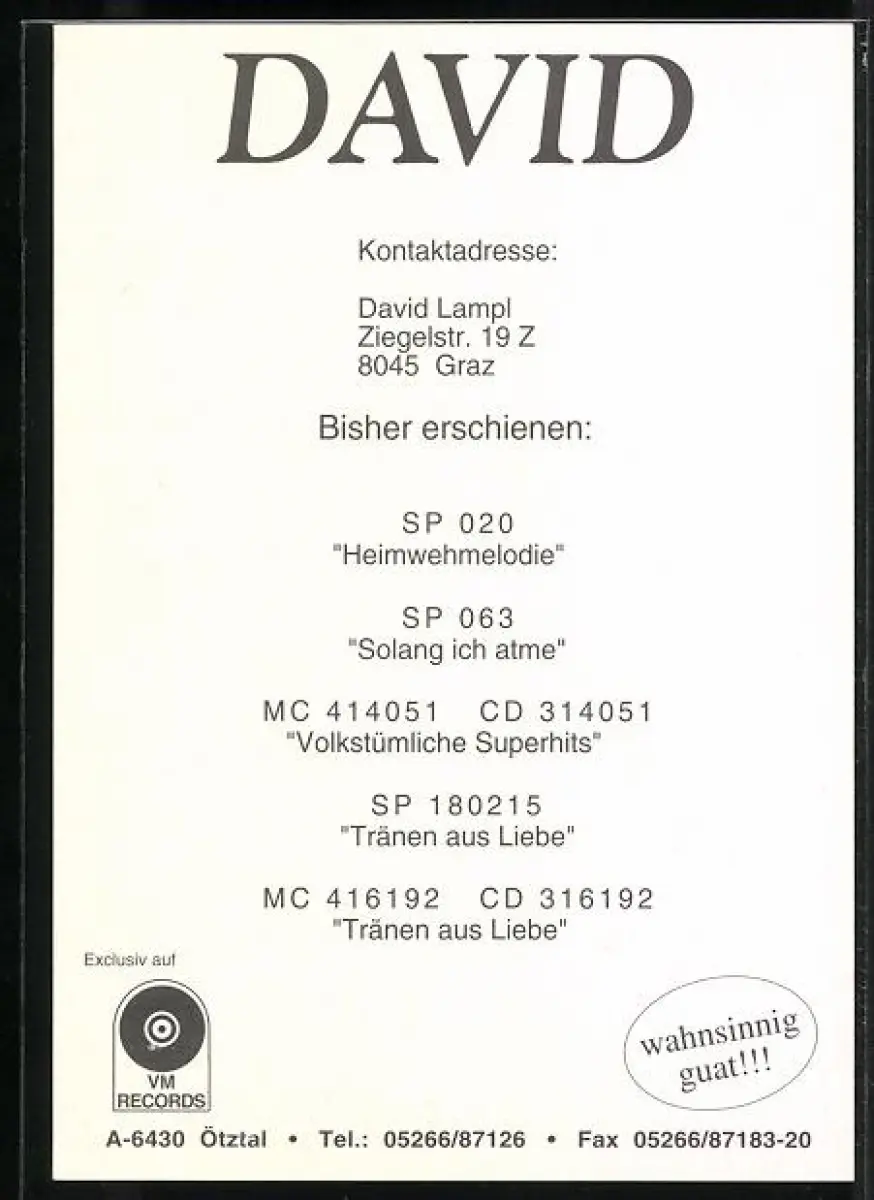 DAVID
Kontaktadresse:
David Lampl
Ziegelstr. 19 Z
8045 Graz
Bisher erschienen:
SP 020
"Heimwehmelodie"
SP 063
"Solang ich atme"
MC 414051 CD 314051
"Volkstümliche Superhits"
SP 180215
"Tränen aus Liebe"
MC 416192 CD 316192
"Tränen aus Liebe"
Exclusiv auf
VM
RECORDS
wahnsinnig
guat!!!
A-6430 Ötztal • Tel.: 05266/87126 • Fax 05266/87183-20